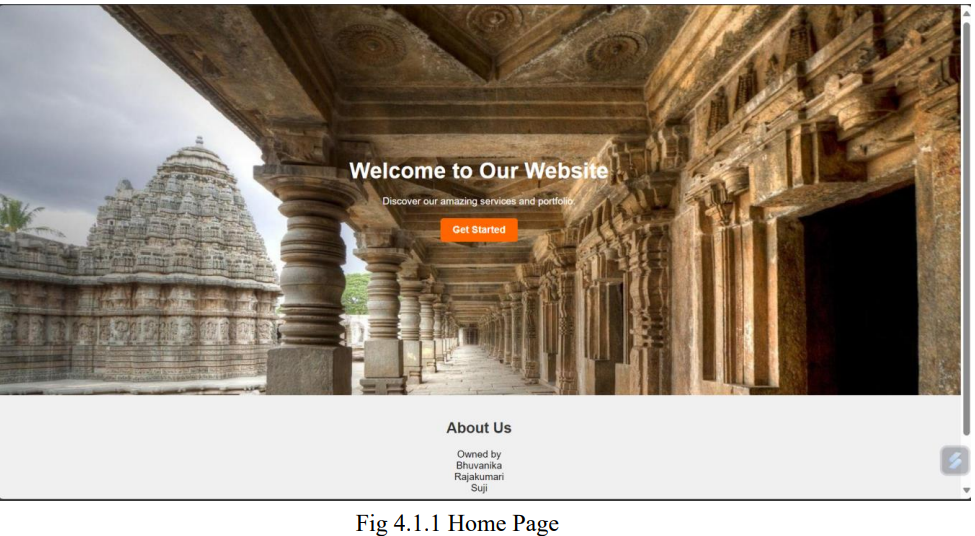 Welcome to Our Website
Discover our amazing services and portfolio.
Get Started
About Us
Owned by
Bhuvanika
Rajakumari
Suji
Fig 4.1.1 Home Page